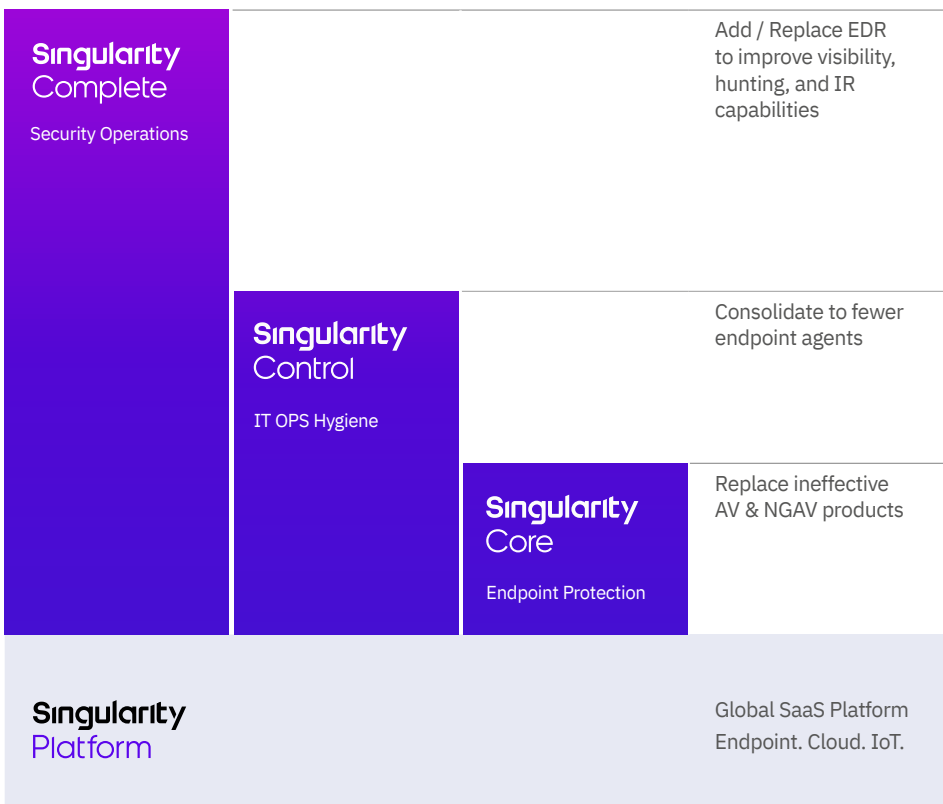 Singularity
Complete
Security Operations
Add / Replace EDR
to improve visibility,
hunting, and IR
capabilities
Singularity
Control
IT OPS Hygiene
Consolidate to fewer
endpoint agents
Singularity
Core
Endpoint Protection
Replace ineffective
AV & NGAV products
Singularity
Platform
Global SaaS Platform
Endpoint. Cloud. IoT.